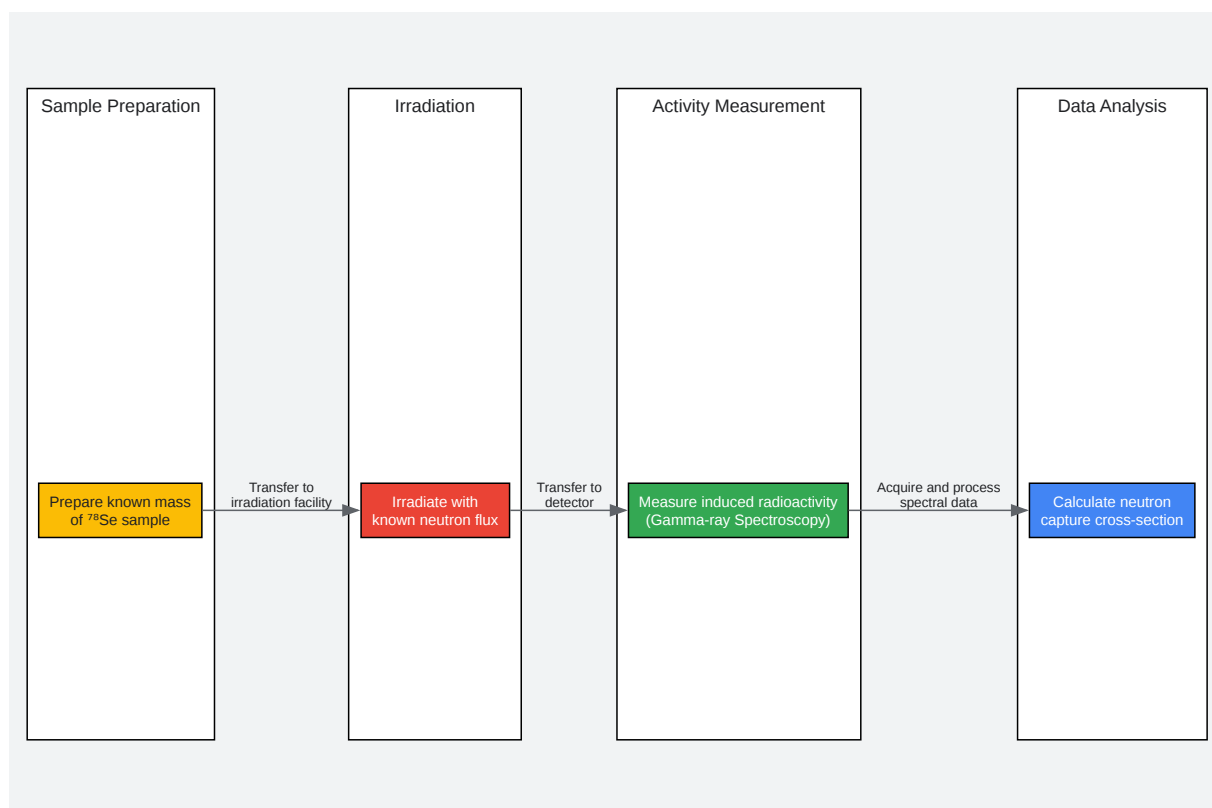 Sample Preparation
Irradiation
Activity Measurement
Data Analysis
Prepare known mass
of ⁷⁸Se sample
Transfer to
irradiation facility
Irradiate with
known neutron flux
Transfer to
detector
Measure induced radioactivity
(Gamma-ray Spectroscopy)
Acquire and process
spectral data
Calculate neutron
capture cross-section